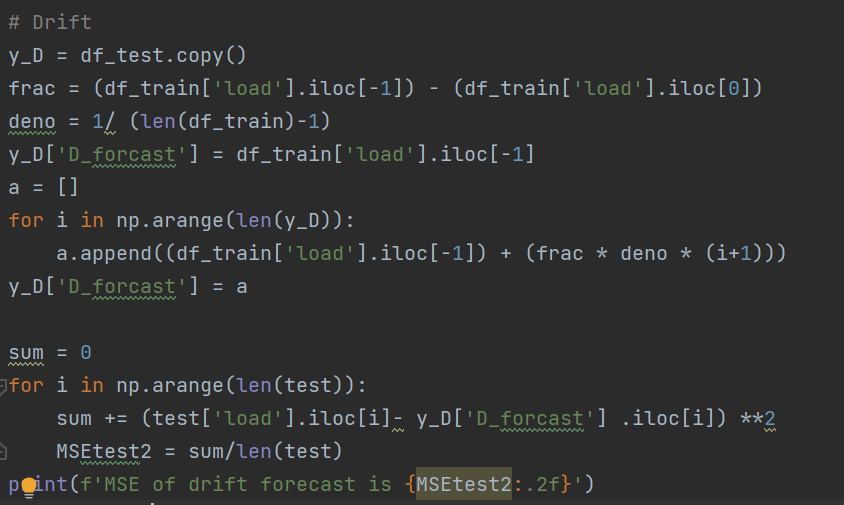 # Drift
y_D = df_test.copy()
frac = (df_train['load'].iloc[-1]) - (df_train['load'].iloc[0])
deno = 1/ (len(df_train)-1)
y_D['D_forcast'] = df_train['load'].iloc[-1]
a = []
for i in np.arange(len(y_D)):
    a.append((df_train['load'].iloc[-1]) + (frac * deno * (i+1)))
y_D['D_forcast'] = a

sum = 0
for i in np.arange(len(test)):
    sum += (test['load'].iloc[i]- y_D['D_forcast'] .iloc[i]) **2
    MSEtest2 = sum/len(test)
print(f'MSE of drift forecast is {MSEtest2:.2f}')